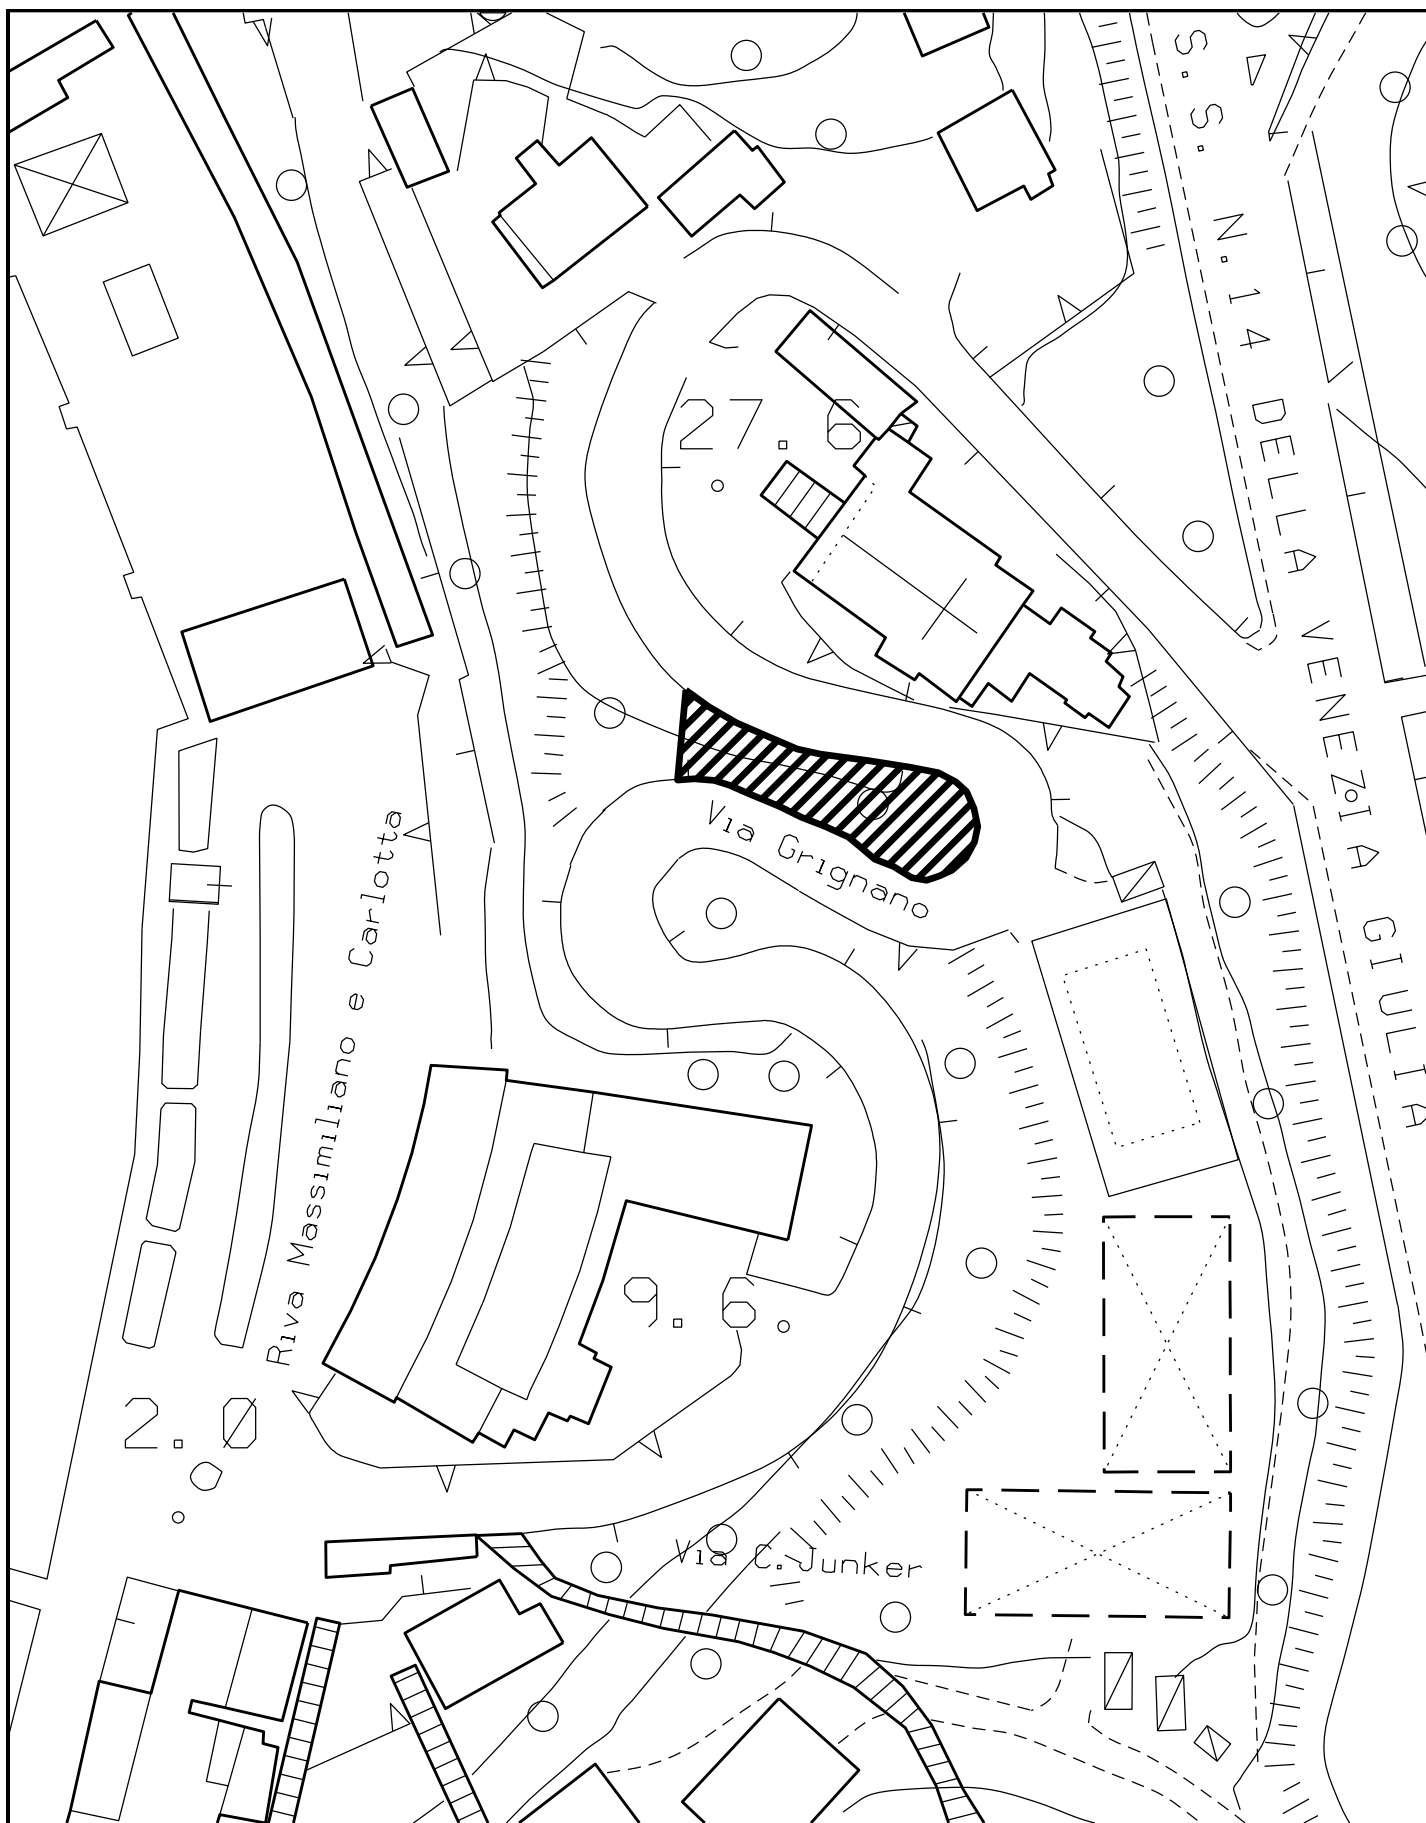 S.S. N.14 DELLA VENEZIA GIULIA
27.6
Via Grignano
Riva Massimiliano e Carlotta
9.6
2.0
Via C. Junker